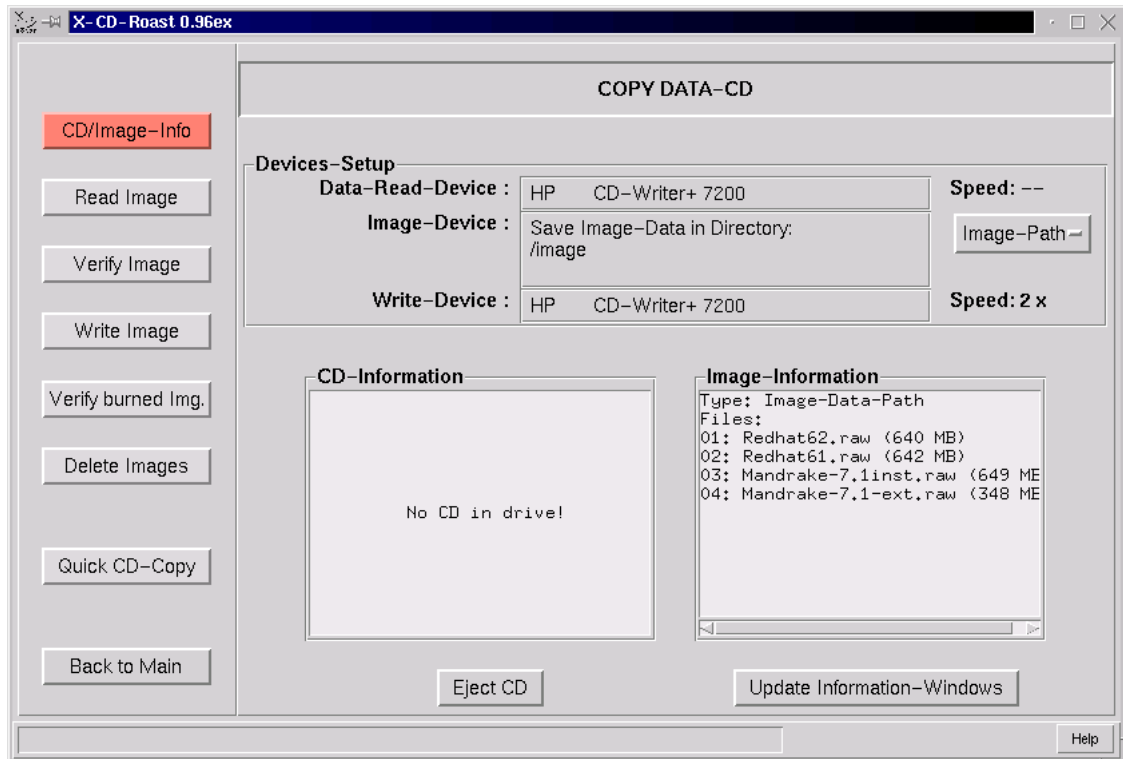 X-CD-Roast 0.96ex
COPY DATA-CD
CD/Image-Info
Read Image
Verify Image
Write Image
Verify burned Img.
Delete Images
Quick CD-Copy
Back to Main
Devices-Setup
Data-Read-Device : HP CD-Writer+ 7200 Speed: --
Image-Device : Save Image-Data in Directory:
/image
Image-Path
Write-Device : HP CD-Writer+ 7200 Speed: 2 x
CD-Information
No CD in drive!
Image-Information
Type: Image-Data-Path
Files:
01: Redhat62.raw (640 MB)
02: Redhat61.raw (642 MB)
03: Mandrake-7.1inst.raw (649 ME
04: Mandrake-7.1-ext.raw (348 ME
Eject CD
Update Information-Windows
Help